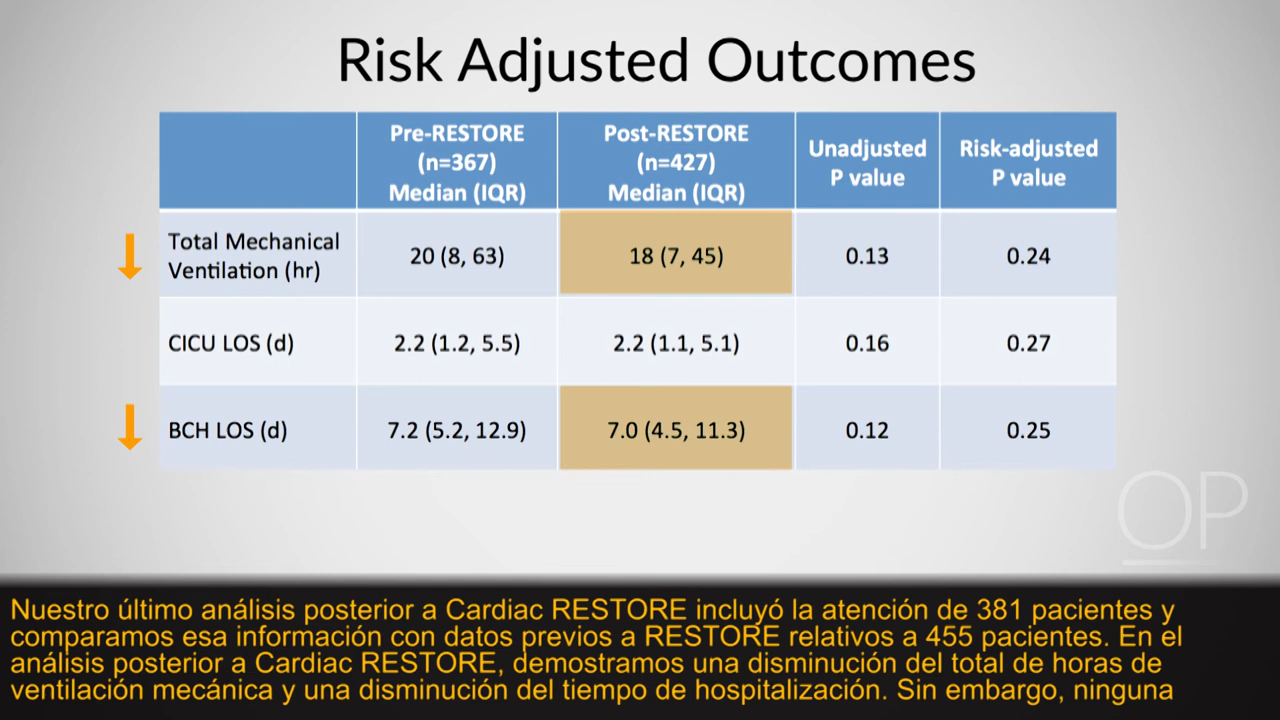 Risk Adjusted Outcomes
Pre-RESTORE
(n=367)
Median (IQR)
Post-RESTORE
(n=427)
Median (IQR)
Unadjusted
P value
Risk-adjusted
P value
Total Mechanical
Ventilation (hr)
20 (8, 63)
18 (7, 45)
0.13
0.24
CICU LOS (d)
2.2 (1.2, 5.5)
2.2 (1.1, 5.1)
0.16
0.27
BCH LOS (d)
7.2 (5.2, 12.9)
7.0 (4.5, 11.3)
0.12
0.25
OP
Nuestro último análisis posterior a Cardiac RESTORE incluyó la atención de 381 pacientes y
comparamos esa información con datos previos a RESTORE relativos a 455 pacientes. En el
análisis posterior a Cardiac RESTORE, demostramos una disminución del total de horas de
ventilación mecánica y una disminución del tiempo de hospitalización. Sin embargo, ninguna